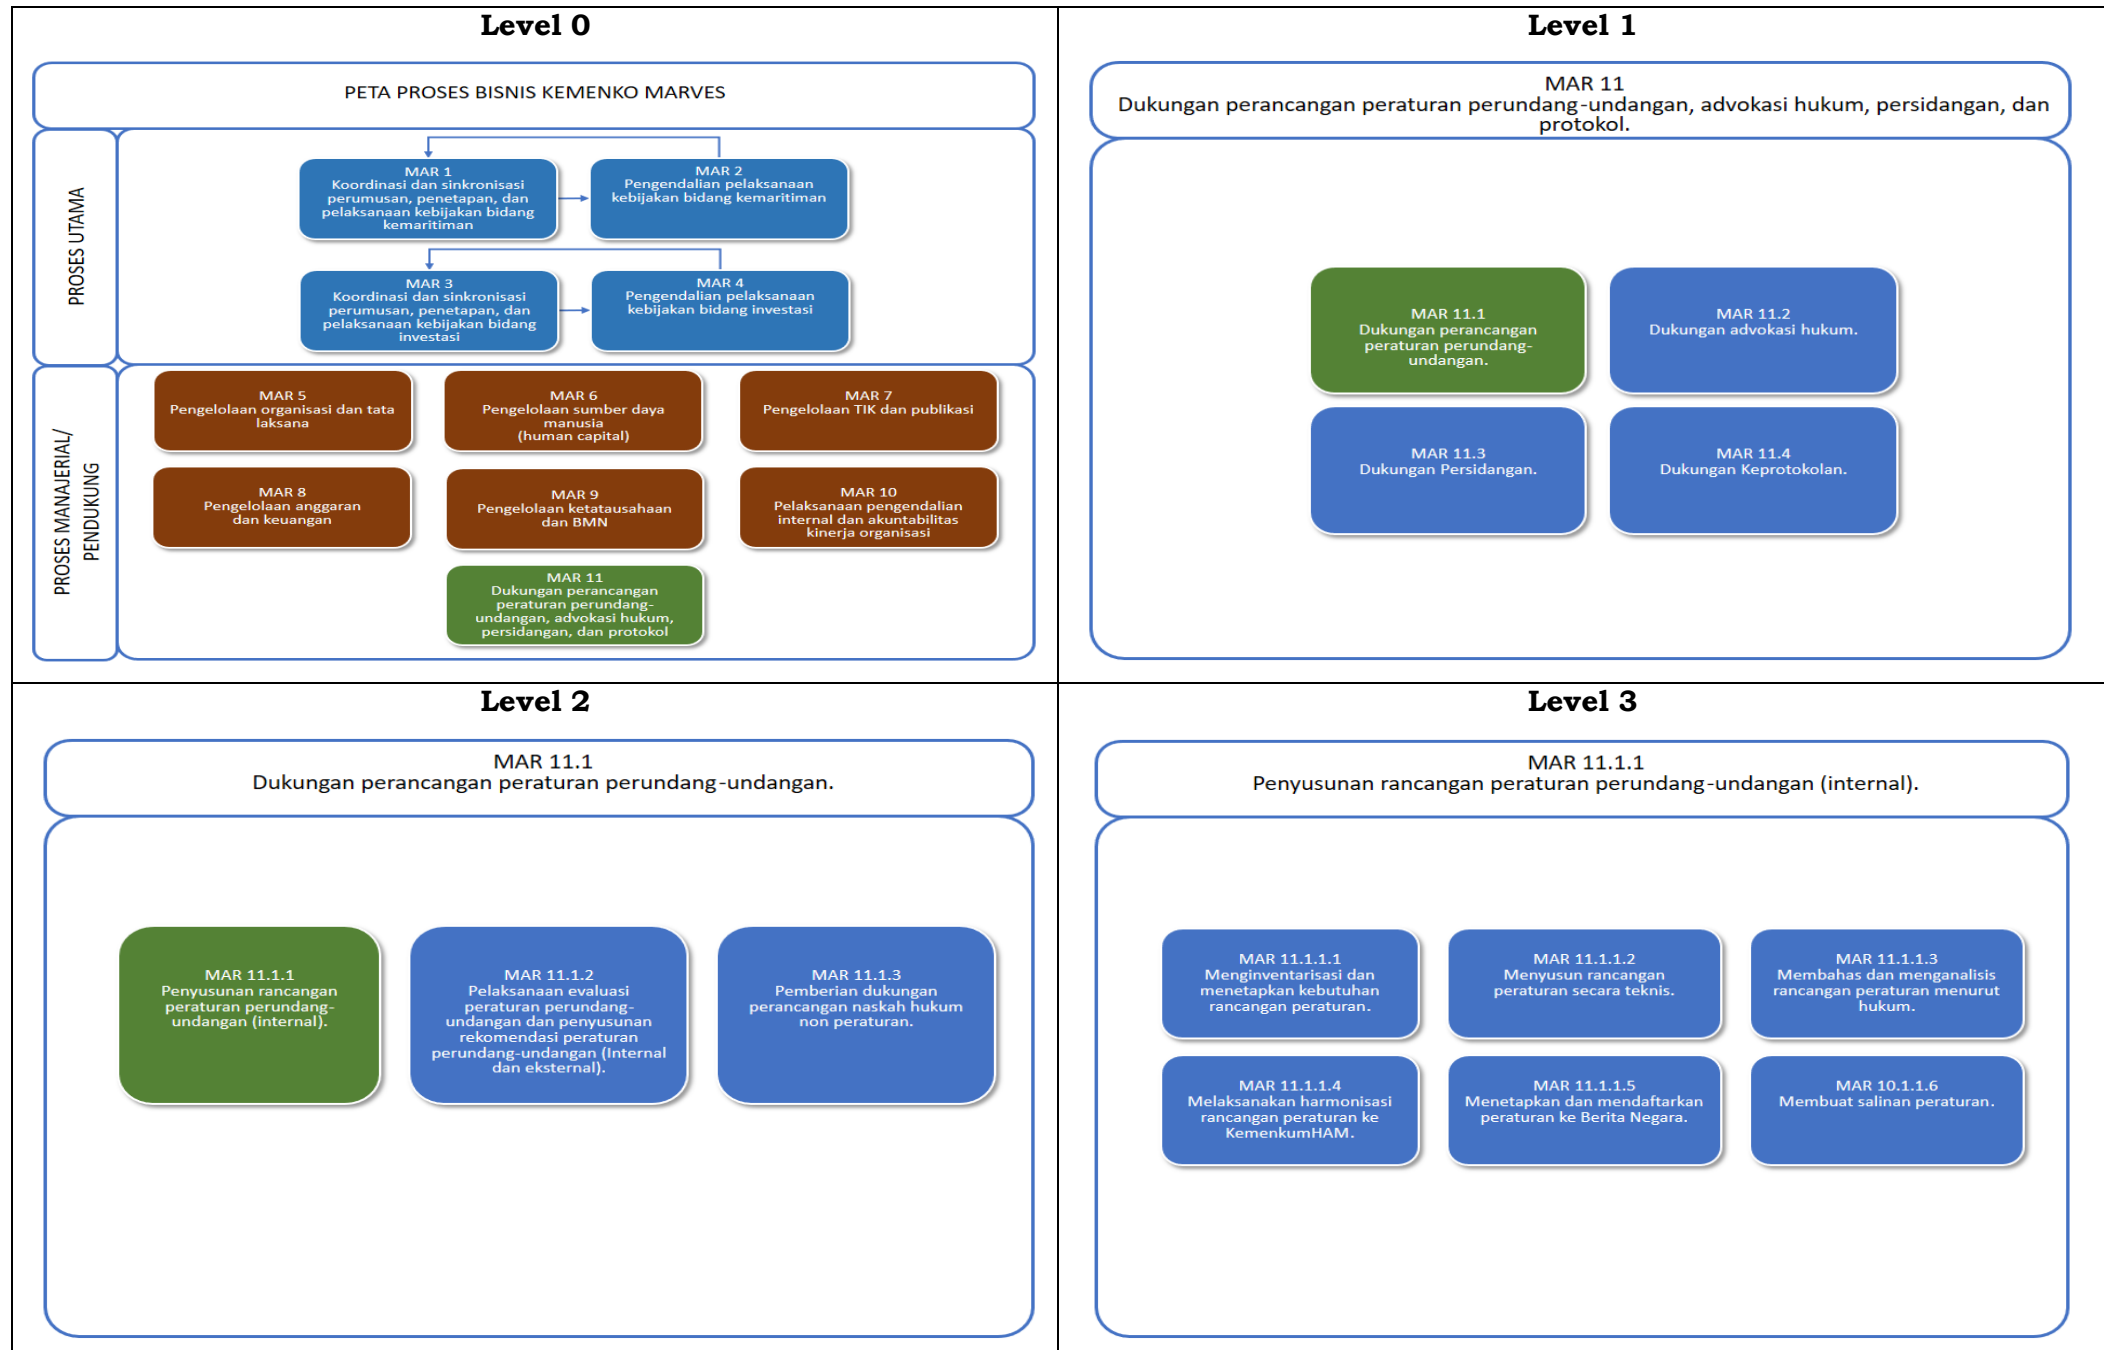 Level 0
PETA PROSES BISNIS KEMENKO MARVES
PROSES UTAMA
MAR 1
Koordinasi dan sinkronisasi
perumusan, penetapan, dan
pelaksanaan kebijakan bidang
kemaritiman
MAR 2
Pengendalian pelaksanaan
kebijakan bidang kemaritiman
MAR 3
Koordinasi dan sinkronisasi
perumusan, penetapan, dan
pelaksanaan kebijakan bidang
investasi
MAR 4
Pengendalian pelaksanaan
kebijakan bidang investasi
PROSES MANAJERIAL/
PENDUKUNG
MAR 5
Pengelolaan organisasi dan tata
laksana
MAR 6
Pengelolaan sumber daya
manusia
(human capital)
MAR 7
Pengelolaan TIK dan publikasi
MAR 8
Pengelolaan anggaran
dan keuangan
MAR 9
Pengelolaan ketatausahaan
dan BMN
MAR 10
Pelaksanaan pengendalian
internal dan akuntabilitas
kinerja organisasi
MAR 11
Dukungan perancangan
peraturan perundang-
undangan, advokasi hukum,
persidangan, dan protokol
Level 1
MAR 11
Dukungan perancangan peraturan perundang-undangan, advokasi hukum, persidangan, dan
protokol.
MAR 11.1
Dukungan perancangan
peraturan perundang-
undangan.
MAR 11.2
Dukungan advokasi hukum.
MAR 11.3
Dukungan Persidangan.
MAR 11.4
Dukungan Keprotokolan.
Level 2
MAR 11.1
Dukungan perancangan peraturan perundang-undangan.
MAR 11.1.1
Penyusunan rancangan
peraturan perundang-
undangan (internal).
MAR 11.1.2
Pelaksanaan evaluasi
peraturan perundang-
undangan dan penyusunan
rekomendasi peraturan
perundang-undangan (Internal
dan eksternal).
MAR 11.1.3
Pemberian dukungan
perancangan naskah hukum
non peraturan.
Level 3
MAR 11.1.1
Penyusunan rancangan peraturan perundang-undangan (internal).
MAR 11.1.1.1
Menginventarisasi dan
menetapkan kebutuhan
rancangan peraturan.
MAR 11.1.1.2
Menyusun rancangan
peraturan secara teknis.
MAR 11.1.1.3
Membahas dan menganalisis
rancangan peraturan menurut
hukum.
MAR 11.1.1.4
Melaksanakan harmonisasi
rancangan peraturan ke
KemenkumHAM.
MAR 11.1.1.5
Menetapkan dan mendaftarkan
peraturan ke Berita Negara.
MAR 10.1.1.6
Membuat salinan peraturan.